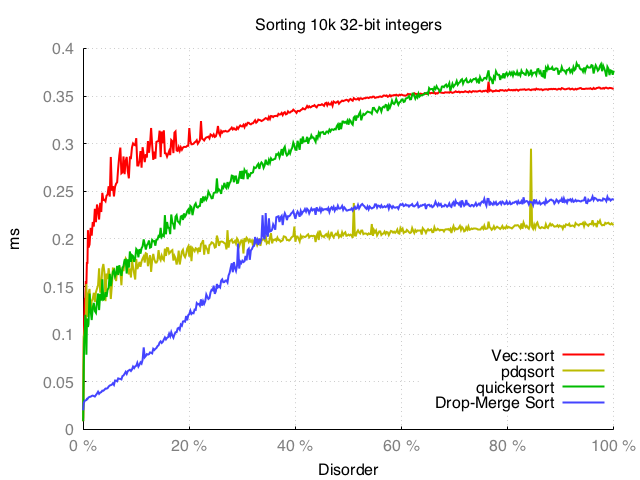 Sorting 10k 32-bit integers
0.4
0.35
0.3
0.25
0.2
0.15
0.1
0.05
0
ms
Vec::sort
pdqsort
quickersort
Drop-Merge Sort
0 % 20 % 40 % 60 % 80 % 100 %
Disorder